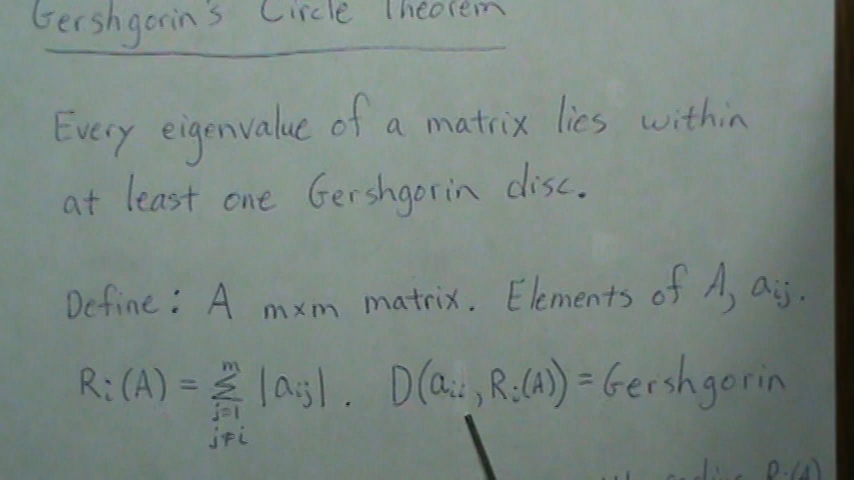 Gershgorin's Circle Theorem
Every eigenvalue of a matrix lies within
at least one Gershgorin disc.
Define: A m×m matrix. Elements of A, aij.
Ri(A) = m∑j=1 j≠i |aij|. D(aii, Ri(A)) = Gershgorin
Ri(A)